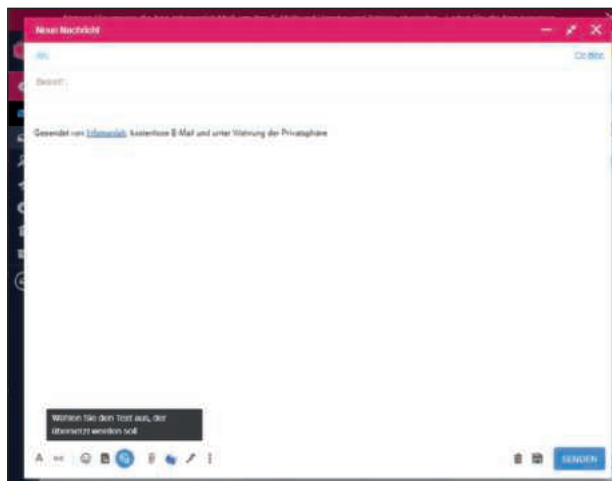 Neue Nachricht
An:
Cc Bcc
Betreff:
Gesendet von Infomaniak, kostenlose E-Mail und unter Wahrung der Privatsphäre
Wählen Sie den Text aus, der
übersetzt werden soll
SENDEN